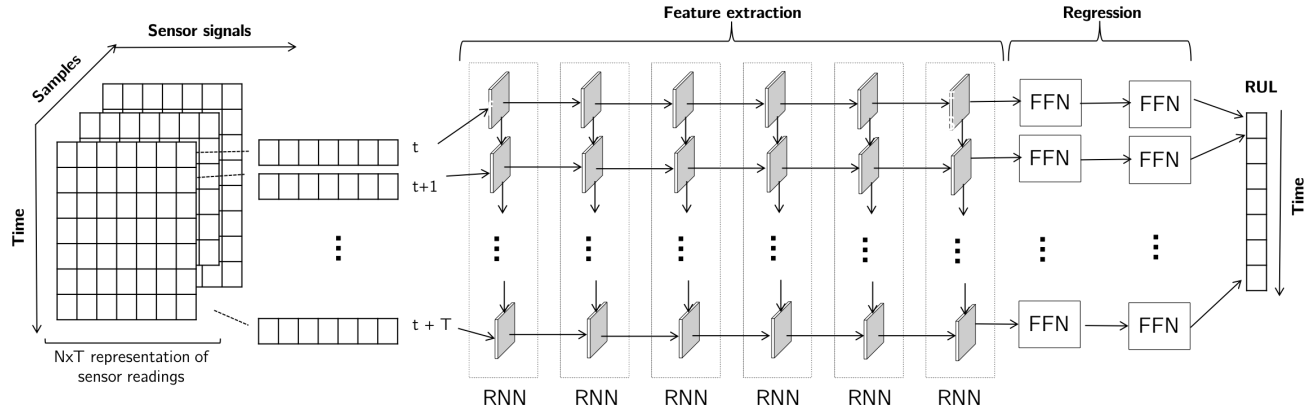 Feature extraction
Regression
Sensor signals
Samples
Time
t
t+1
t + T
NxT representation of
sensor readings
FFN
FFN
FFN
FFN
FFN
FFN
RUL
Time
RNN
RNN
RNN
RNN
RNN
RNN